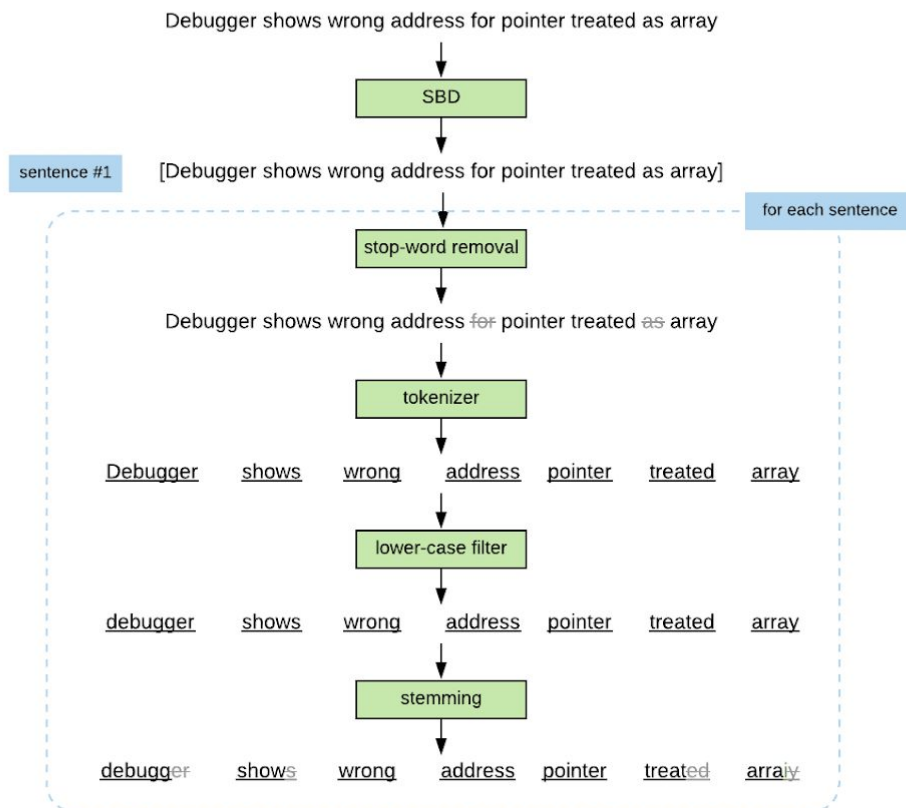 Debugger shows wrong address for pointer treated as array
SBD
sentence #1
[Debugger shows wrong address for pointer treated as array]
for each sentence
stop-word removal
Debugger shows wrong address for pointer treated as array
tokenizer
Debugger shows wrong address pointer treated array
lower-case filter
debugger shows wrong address pointer treated array
stemming
debugger shows wrong address pointer treated arraiy